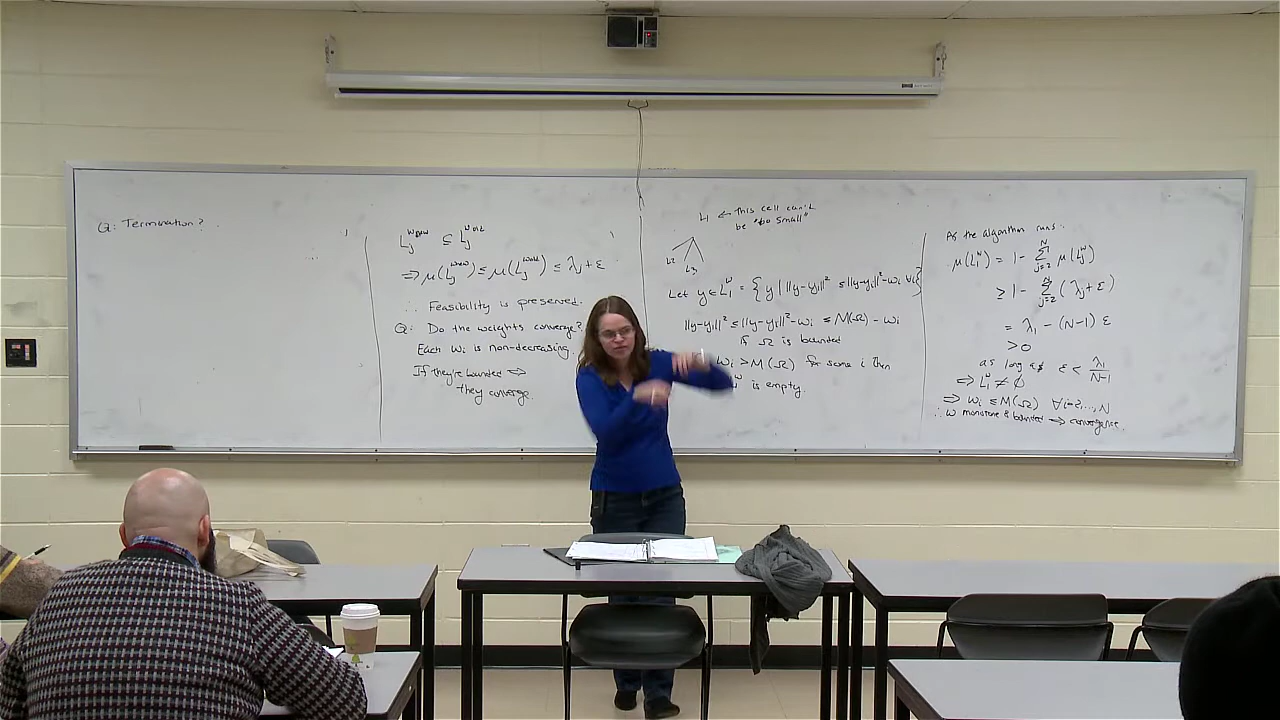 Q: Termination?
L_j^{w new} ⊆ L_j^{w old}
⇒ μ(L_j^{w new}) ≤ μ(L_j^{w old}) ≤ λ_j + ε
∴ Feasibility is preserved.
Q: Do the weights converge?
Each w_i is non-decreasing.
If they're bounded ⇒
they converge.
L_1 ← This cell can't
be "too small"
L_2
L_3
Let y ∈ L_1^w = { y | ||y-y_1||² ≤ ||y-y_i||² - w_i ∀i}
||y-y_1||² ≤ ||y-y_i||² - w_i ≤ M(Ω) - w_i
if Ω is bounded
w_i > M(Ω) for some i then
is empty.
As the algorithm runs:
μ(L_1^w) = 1 - Σ_{j=2}^N μ(L_j^w)
≥ 1 - Σ_{j=2}^N (λ_j + ε)
= λ_1 - (N-1) ε
> 0
as long as ε < λ_1/(N-1)
⇒ L_1^w ≠ ∅
⇒ w_i ≤ M(Ω) ∀i=2,...,N
∴ w monotone & bounded ⇒ convergence.